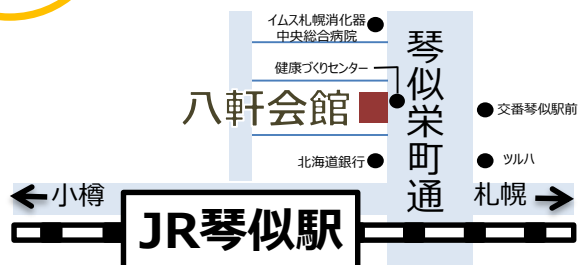 イムス札幌消化器
中央総合病院
健康づくりセンター
八軒会館
琴似栄町通
交番琴似駅前
北海道銀行
ツルハ
小樽
札幌
JR琴似駅